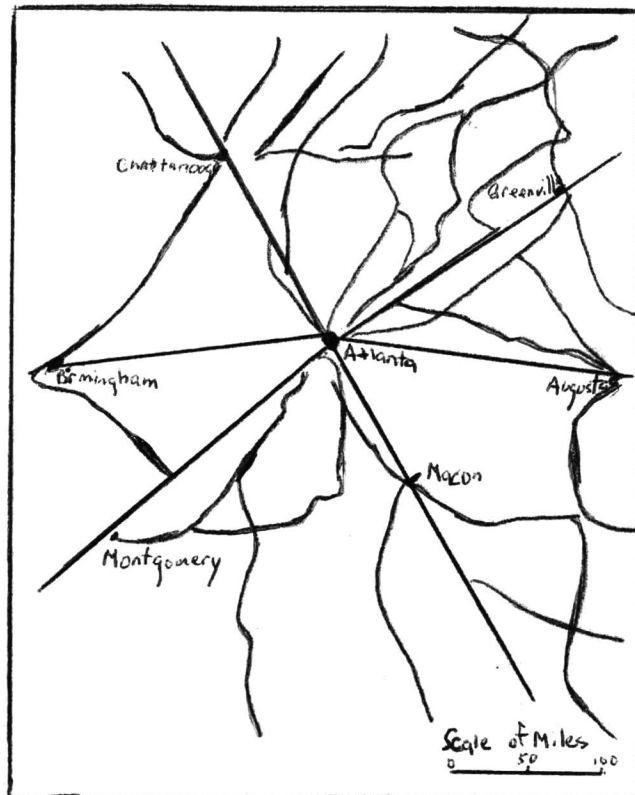 Chattanooga
Greenville
Atlanta
Birmingham
Augusta
Macon
Montgomery
Scale of Miles
0 50 100